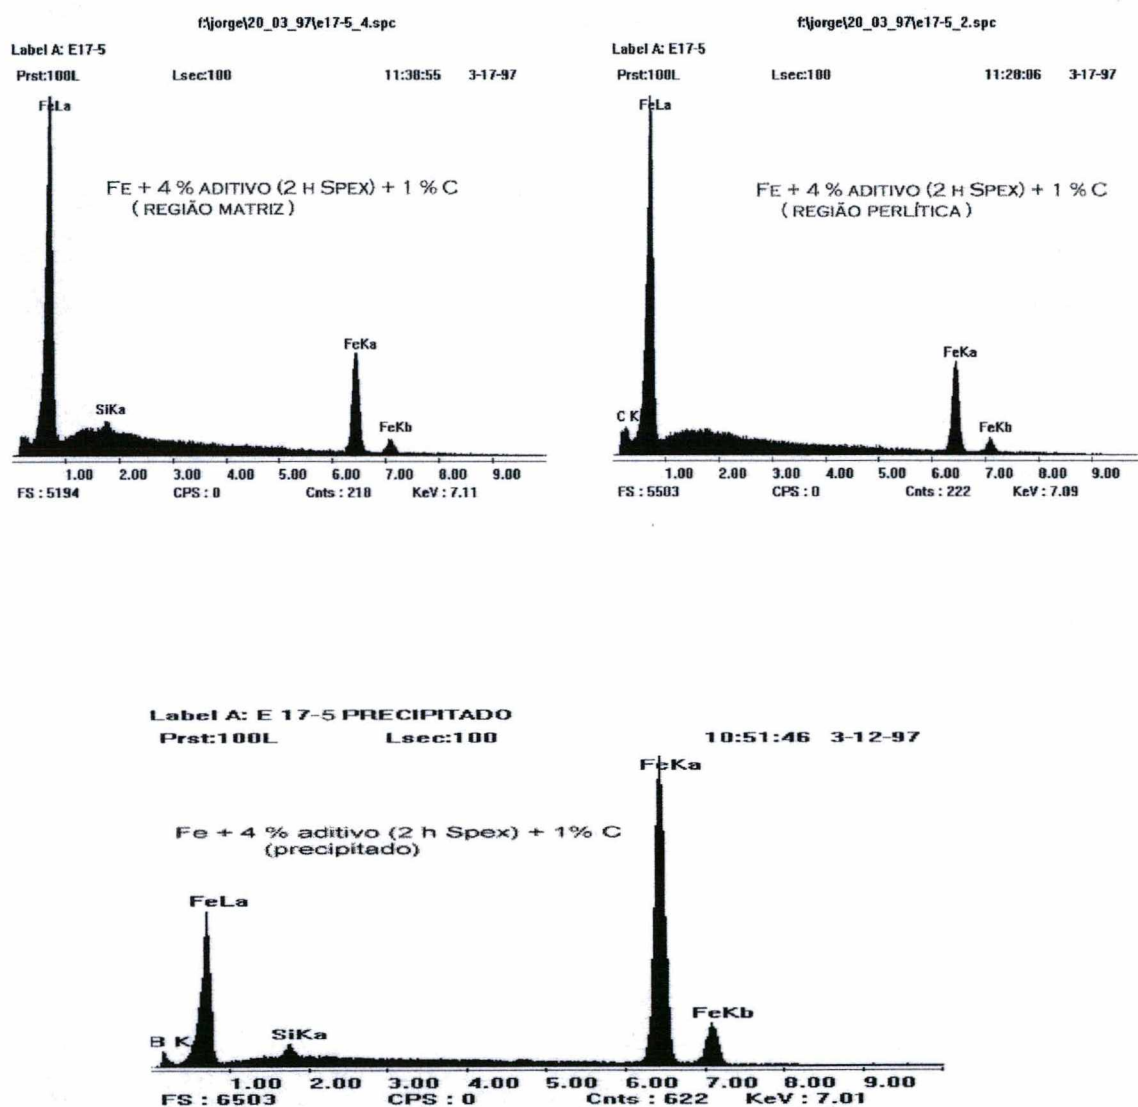 f:\jorge\20_03_97\e17-5_4.spc
Label A: E17-5
Prst:100L Lsec:100 11:38:55 3-17-97
FeLa
FE + 4 % ADITIVO (2 H SPEX) + 1 % C
( REGIÃO MATRIZ )
FeKa
SiKa
FeKb
1.00 2.00 3.00 4.00 5.00 6.00 7.00 8.00 9.00
FS : 5194 CPS : 0 Cnts : 218 KeV : 7.11
f:\jorge\20_03_97\e17-5_2.spc
Label A: E17-5
Prst:100L Lsec:100 11:28:06 3-17-97
FeLa
FE + 4 % ADITIVO (2 H SPEX) + 1 % C
( REGIÃO PERLÍTICA )
FeKa
C K
FeKb
1.00 2.00 3.00 4.00 5.00 6.00 7.00 8.00 9.00
FS : 5503 CPS : 0 Cnts : 222 KeV : 7.09
Label A: E 17-5 PRECIPITADO
Prst:100L Lsec:100 10:51:46 3-12-97
FeKa
Fe + 4 % aditivo (2 h Spex) + 1% C
(precipitado)
FeLa
FeKb
B K
SiKa
1.00 2.00 3.00 4.00 5.00 6.00 7.00 8.00 9.00
FS : 6503 CPS : 0 Cnts : 622 KeV : 7.01